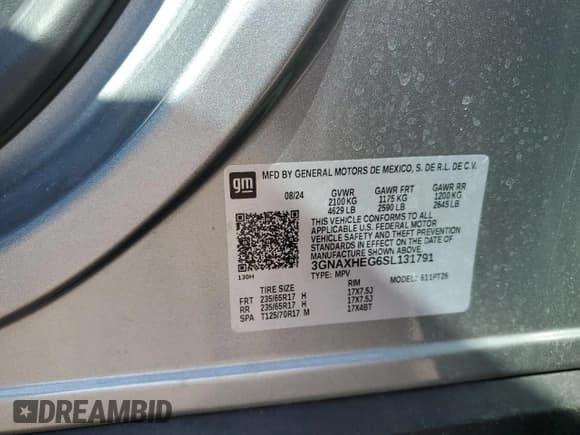 gm
MFD BY GENERAL MOTORS DE MEXICO, S. DE R.L. DE C.V.
08/24 GVWR GAWR FRT GAWR RR
2100 KG 1175 KG 1200 KG
4629 LB 2590 LB 2645 LB
THIS VEHICLE CONFORMS TO ALL
APPLICABLE U.S. FEDERAL MOTOR
VEHICLE SAFETY AND THEFT PREVENTION
STANDARDS IN EFFECT ON THE DATE OF
MANUFACTURE SHOWN ABOVE.
3GNAXHEG6SL131791
TYPE: MPV MODEL:
130H
TIRE SIZE RIM
FRT 235/65R17 H 17X7.5J
RR 235/65R17 H 17X7.5J
SPA T125/70R17 M 17X4BT
DREAMBID